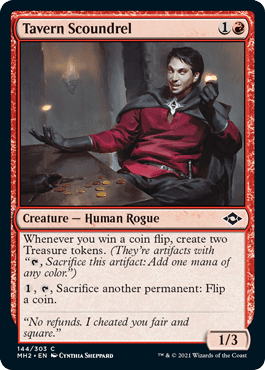 Tavern Scoundrel 1
Creature — Human Rogue
Whenever you win a coin flip, create two
Treasure tokens. (They're artifacts with
“, Sacrifice this artifact: Add one mana of
any color.”)
1, , Sacrifice another permanent: Flip
a coin.
“No refunds. I cheated you fair and
square.”
1/3
144/303 C
MH2 • EN CYNTHIA SHEPPARD
™ & © 2021 Wizards of the Coast